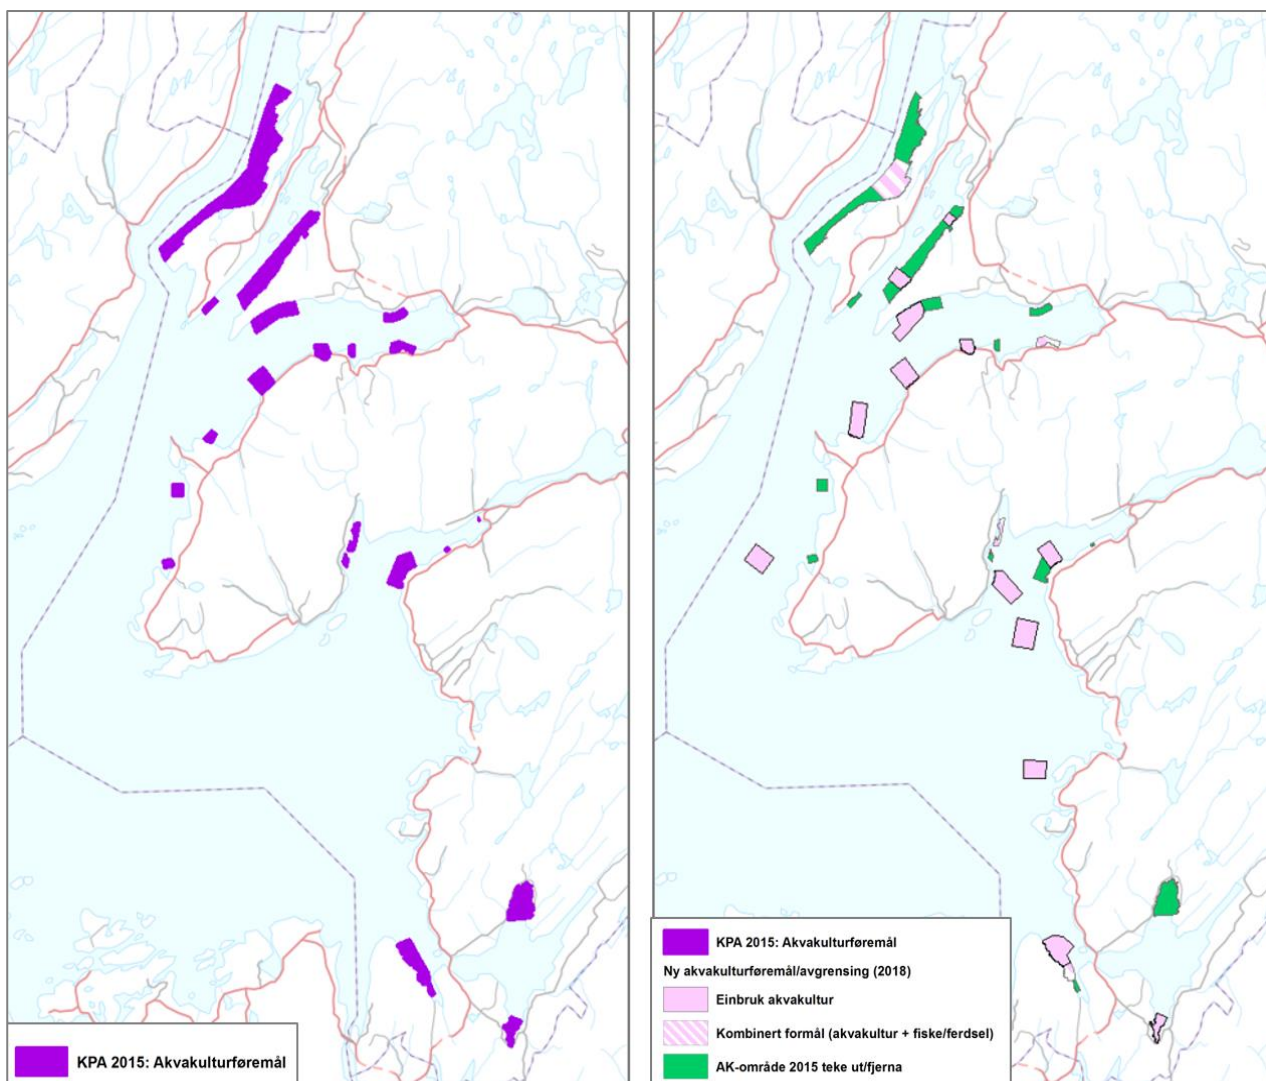 KPA 2015: Akvakulturføremål
KPA 2015: Akvakulturføremål
Ny akvakulturføremål/avgrensing (2018)
Einbruk akvakultur
Kombinert formål (akvakultur + fiske/ferdsel)
AK-område 2015 teke ut/fjerna